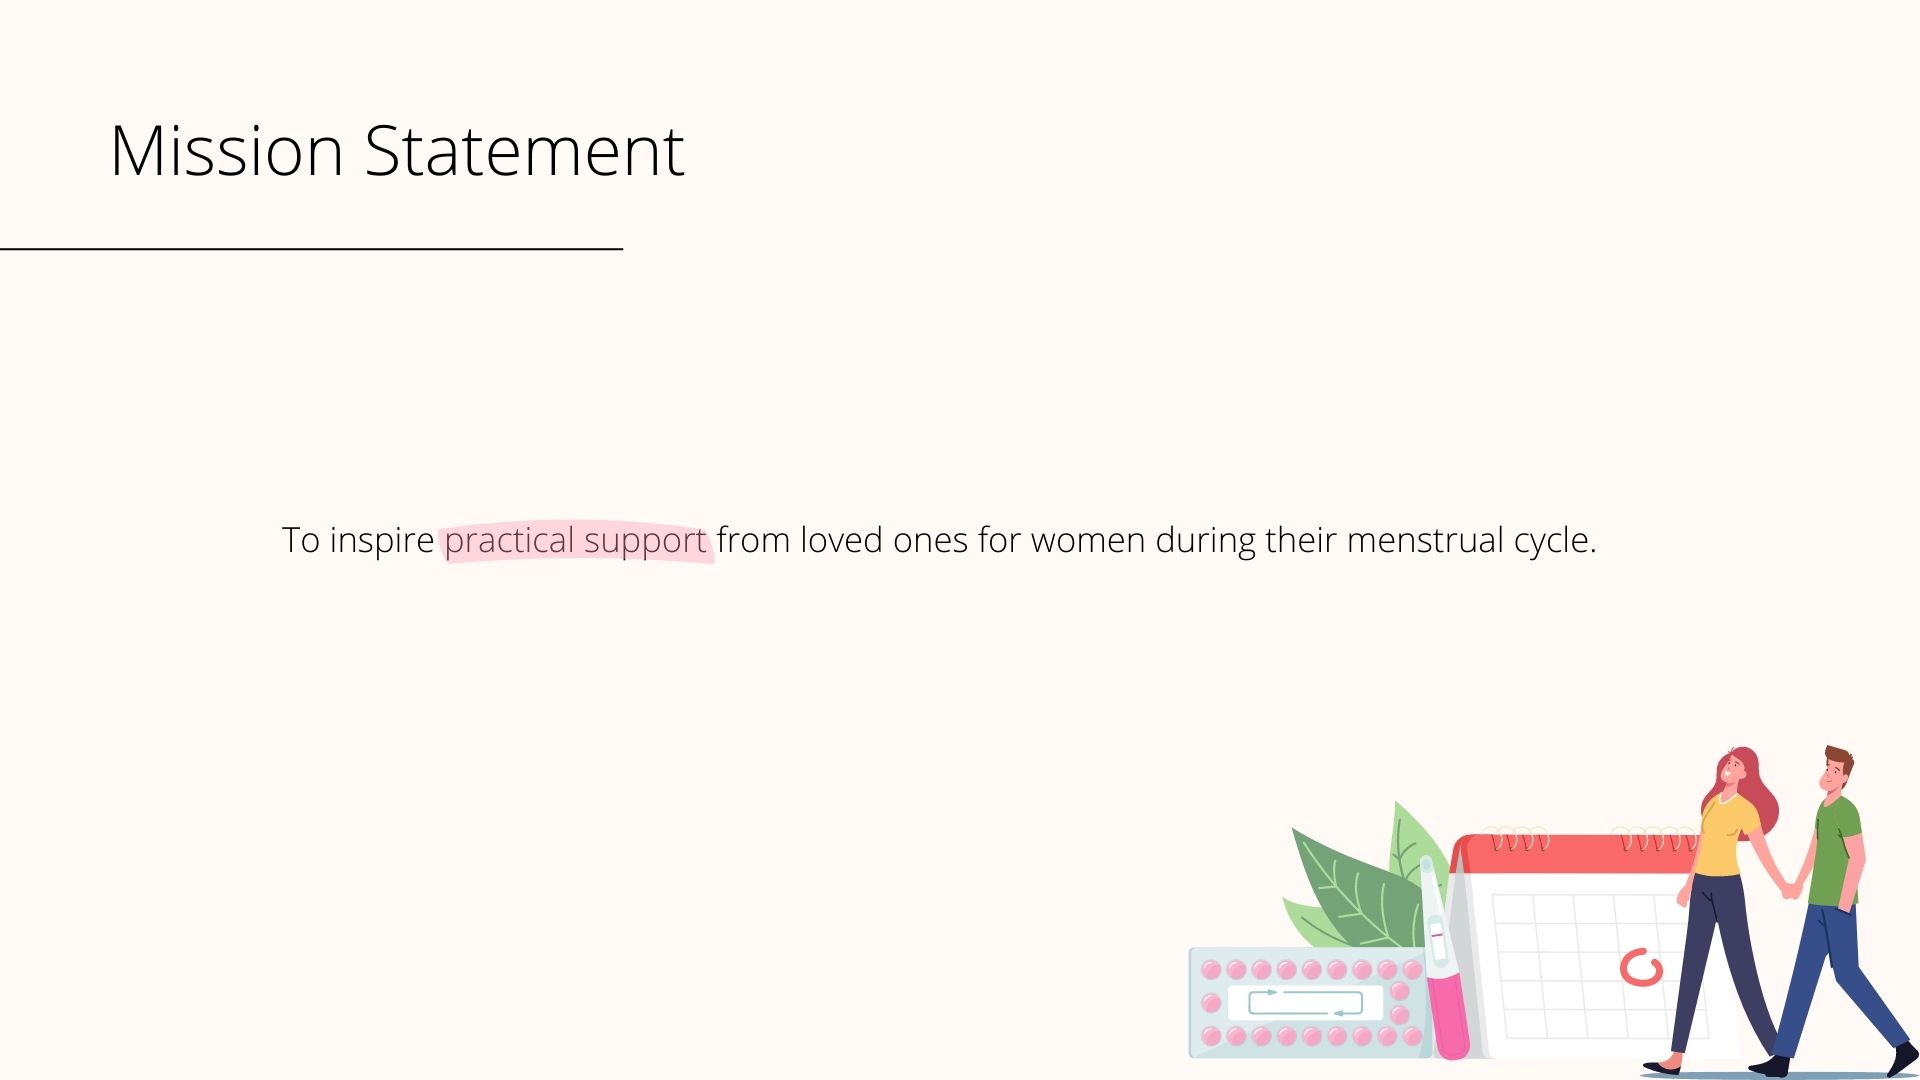 Mission Statement
To inspire practical support from loved ones for women during their menstrual cycle.